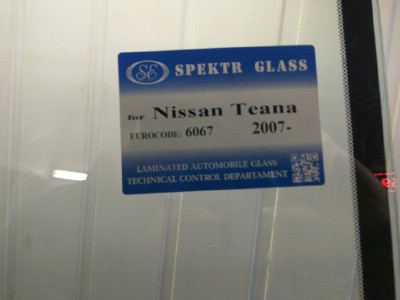 SE SPEKTR GLASS
for Nissan Teana
EUROCODE: 6067 2007-
LAMINATED AUTOMOBILE GLASS
TECHNICAL CONTROL DEPARTAMENT